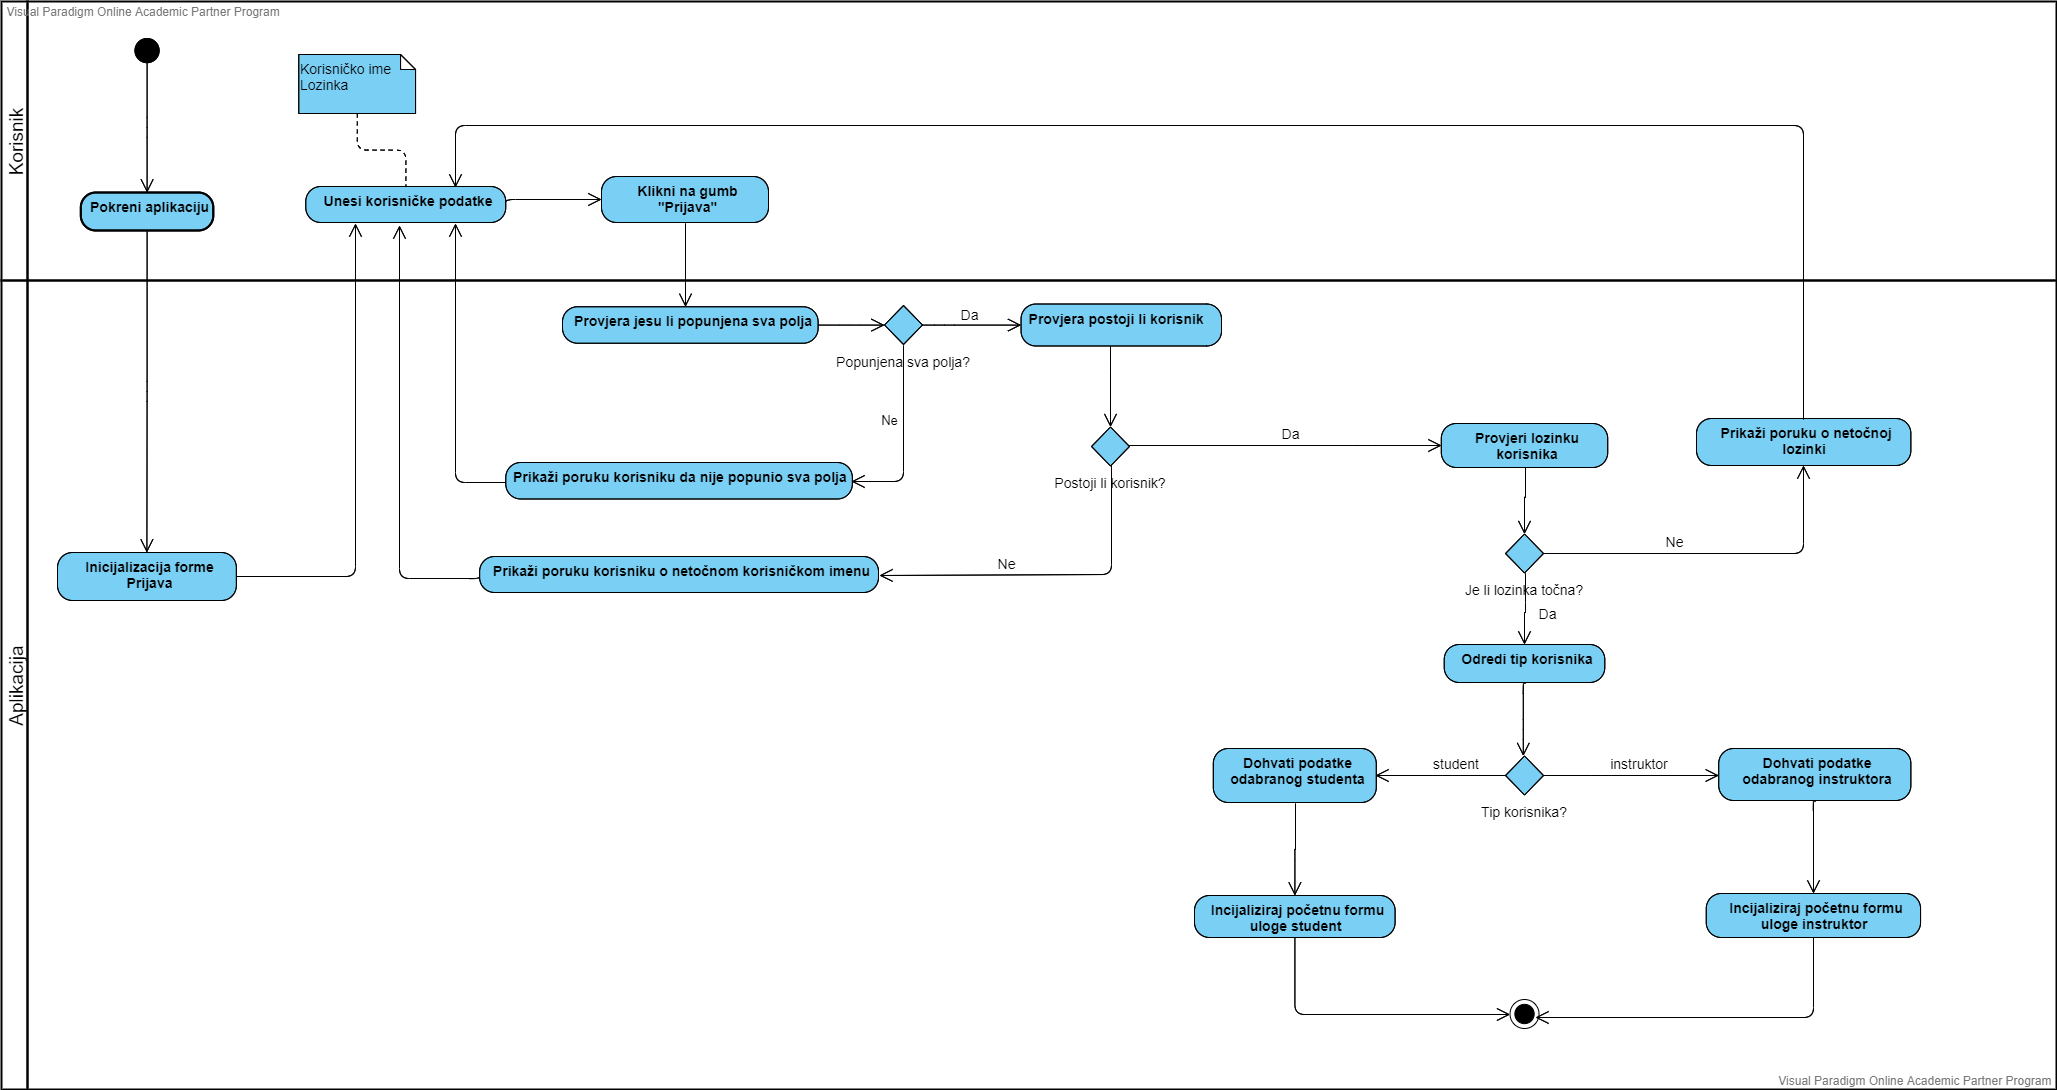 Visual Paradigm Online Academic Partner Program
Korisnik
Korisničko ime
Lozinka
Pokreni aplikaciju
Unesi korisničke podatke
Klikni na gumb
"Prijava"
Aplikacija
Provjera jesu li popunjena sva polja
Da
Popunjena sva polja?
Ne
Provjera postoji li korisnik
Prikaži poruku korisniku da nije popunio sva polja
Postoji li korisnik?
Da
Ne
Provjeri lozinku
korisnika
Prikaži poruku o netočnoj
lozinki
Inicijalizacija forme
Prijava
Prikaži poruku korisniku o netočnom korisničkom imenu
Ne
Je li lozinka točna?
Da
Odredi tip korisnika
Dohvati podatke
odabranog studenta
student
instruktor
Tip korisnika?
Dohvati podatke
odabranog instruktora
Incijaliziraj početnu formu
uloge student
Incijaliziraj početnu formu
uloge instruktor
Visual Paradigm Online Academic Partner Program